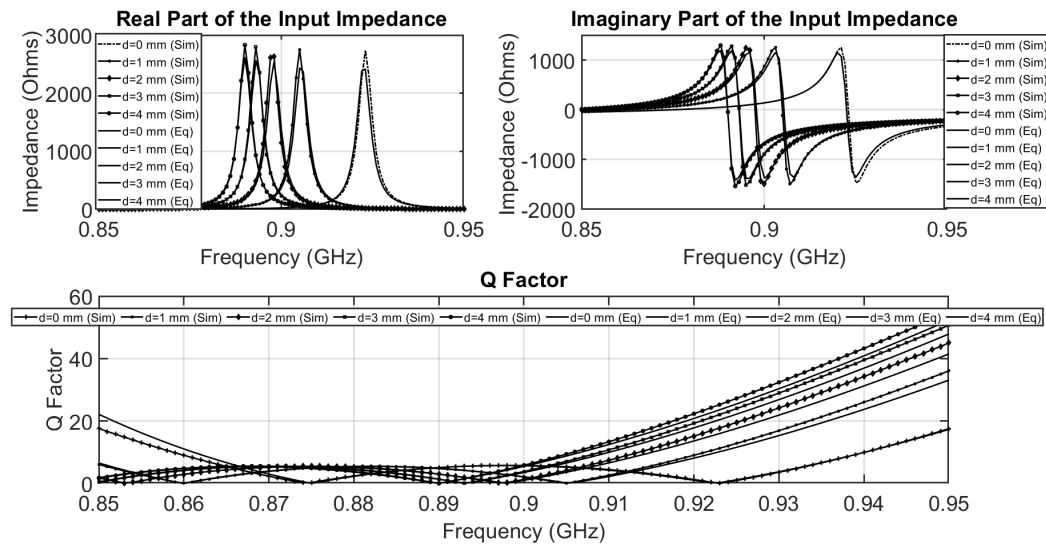 Real Part of the Input Impedance
3000
2000
1000
0
Impedance (Ohms)
d=0 mm (Sim)
d=1 mm (Sim)
d=2 mm (Sim)
d=3 mm (Sim)
d=4 mm (Sim)
d=0 mm (Eq)
d=1 mm (Eq)
d=2 mm (Eq)
d=3 mm (Eq)
d=4 mm (Eq)
0.85 0.9 0.95
Frequency (GHz)
Imaginary Part of the Input Impedance
1000
0
-1000
-2000
Impedance (Ohms)
d=0 mm (Sim)
d=1 mm (Sim)
d=2 mm (Sim)
d=3 mm (Sim)
d=4 mm (Sim)
d=0 mm (Eq)
d=1 mm (Eq)
d=2 mm (Eq)
d=3 mm (Eq)
d=4 mm (Eq)
0.85 0.9 0.95
Frequency (GHz)
Q Factor
60
d=0 mm (Sim) d=1 mm (Sim) d=2 mm (Sim) d=3 mm (Sim) d=4 mm (Sim) d=0 mm (Eq) d=1 mm (Eq) d=2 mm (Eq) d=3 mm (Eq) d=4 mm (Eq)
40
20
0
Q Factor
0.85 0.86 0.87 0.88 0.89 0.9 0.91 0.92 0.93 0.94 0.95
Frequency (GHz)